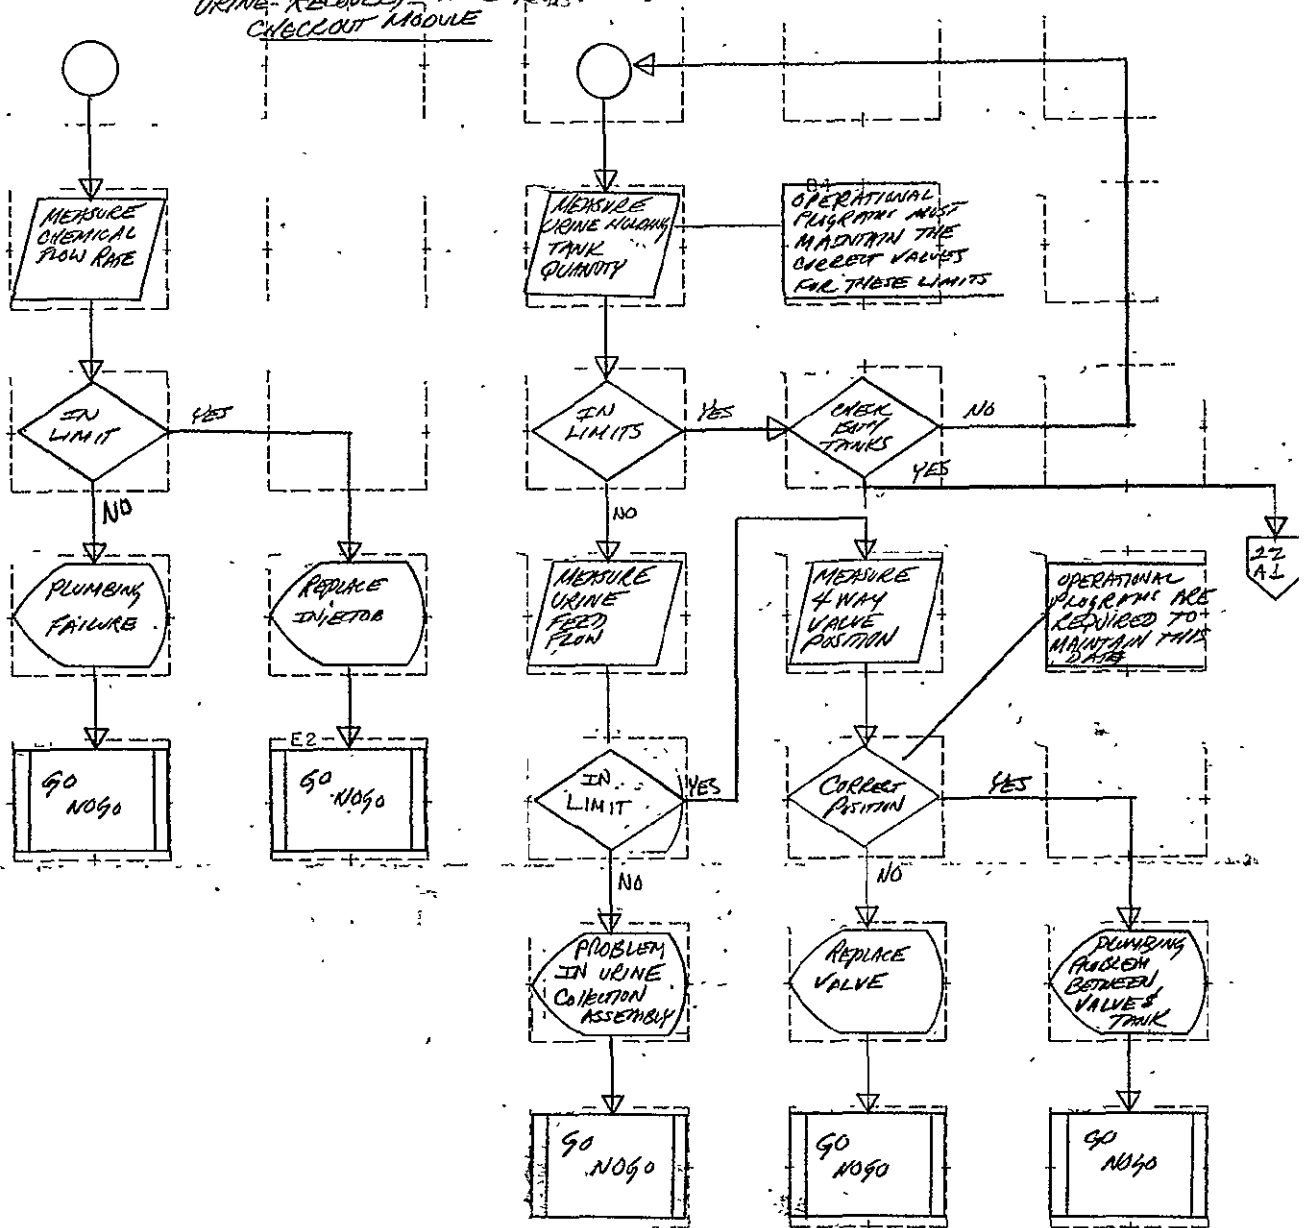 URINE-RECOVERY
CHECKOUT MODULE
MEASURE
CHEMICAL
FLOW RATE
IN
LIMIT
YES
NO
PLUMBING
FAILURE
REPLACE
INJECTOR
GO
NOGO
E2
GO
NOGO
MEASURE
URINE HOLDING
TANK
QUANTITY
B4
OPERATIONAL
PROGRAMS MUST
MAINTAIN THE
CORRECT VALUES
FOR THESE LIMITS
IN
LIMITS
YES
CHECK
BOTH
TANKS
NO
YES
NO
22
A1
MEASURE
URINE
FEED
FLOW
MEASURE
4 WAY
VALVE
POSITION
OPERATIONAL
PROGRAMS ARE
REQUIRED TO
MAINTAIN THIS
DATA
IN
LIMIT
YES
CORRECT
POSITION
YES
NO
NO
PROBLEM
IN URINE
COLLECTION
ASSEMBLY
REPLACE
VALVE
PLUMBING
PROBLEM
BETWEEN
VALVE &
TANK
GO
NOGO
GO
NOGO
GO
NOGO